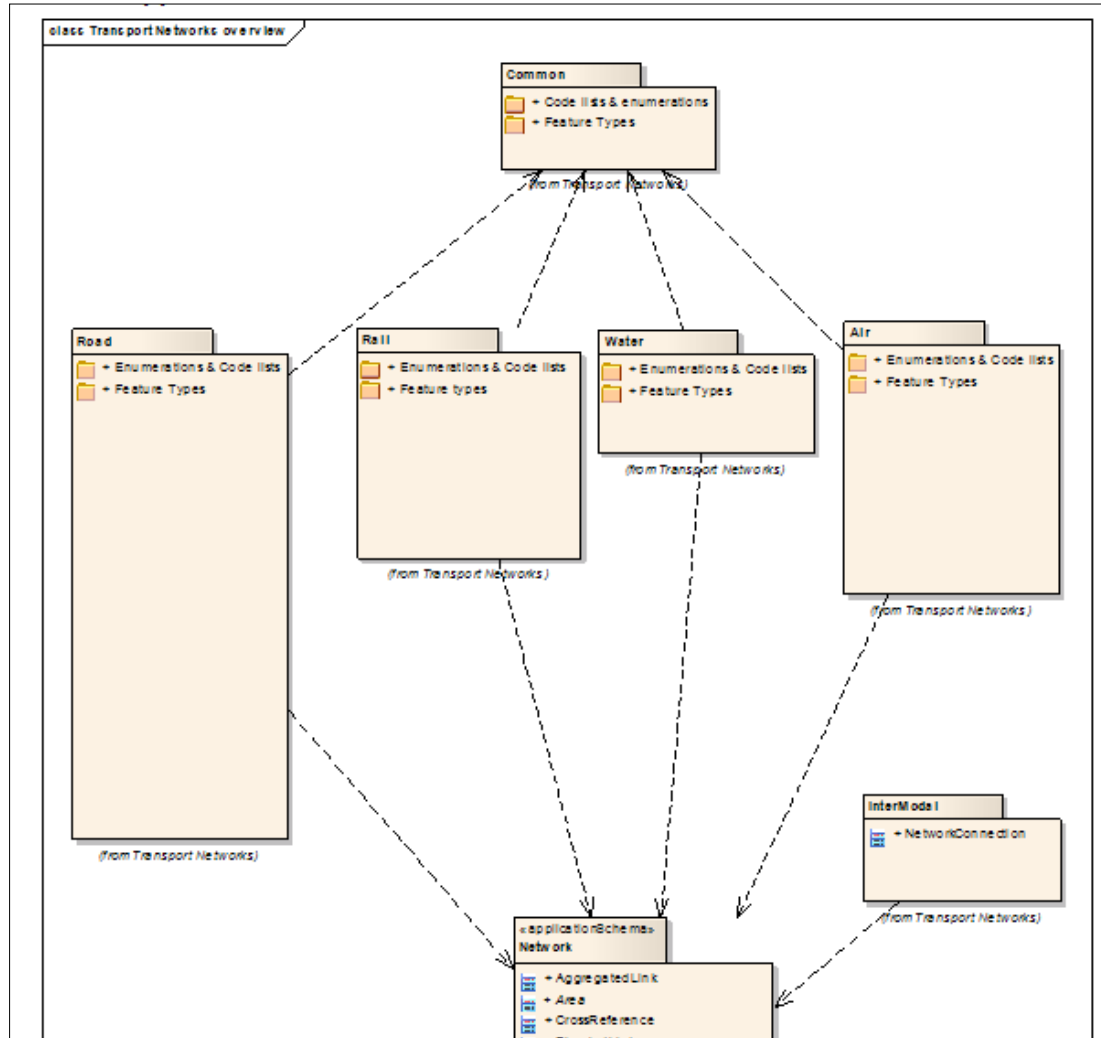 class Transport Networks overview
Common
+ Code lists & enumerations
+ Feature Types
(from Transport Networks)
Road
+ Enumerations & Code lists
+ Feature Types
(from Transport Networks)
Rail
+ Enumerations & Code lists
+ Feature types
(from Transport Networks)
Water
+ Enumerations & Code lists
+ Feature Types
(from Transport Networks)
Air
+ Enumerations & Code lists
+ Feature Types
(from Transport Networks)
InterModal
+ NetworkConnection
(from Transport Networks)
«applicationSchema»
Network
+ AggregatedLink
+ Area
+ CrossReference